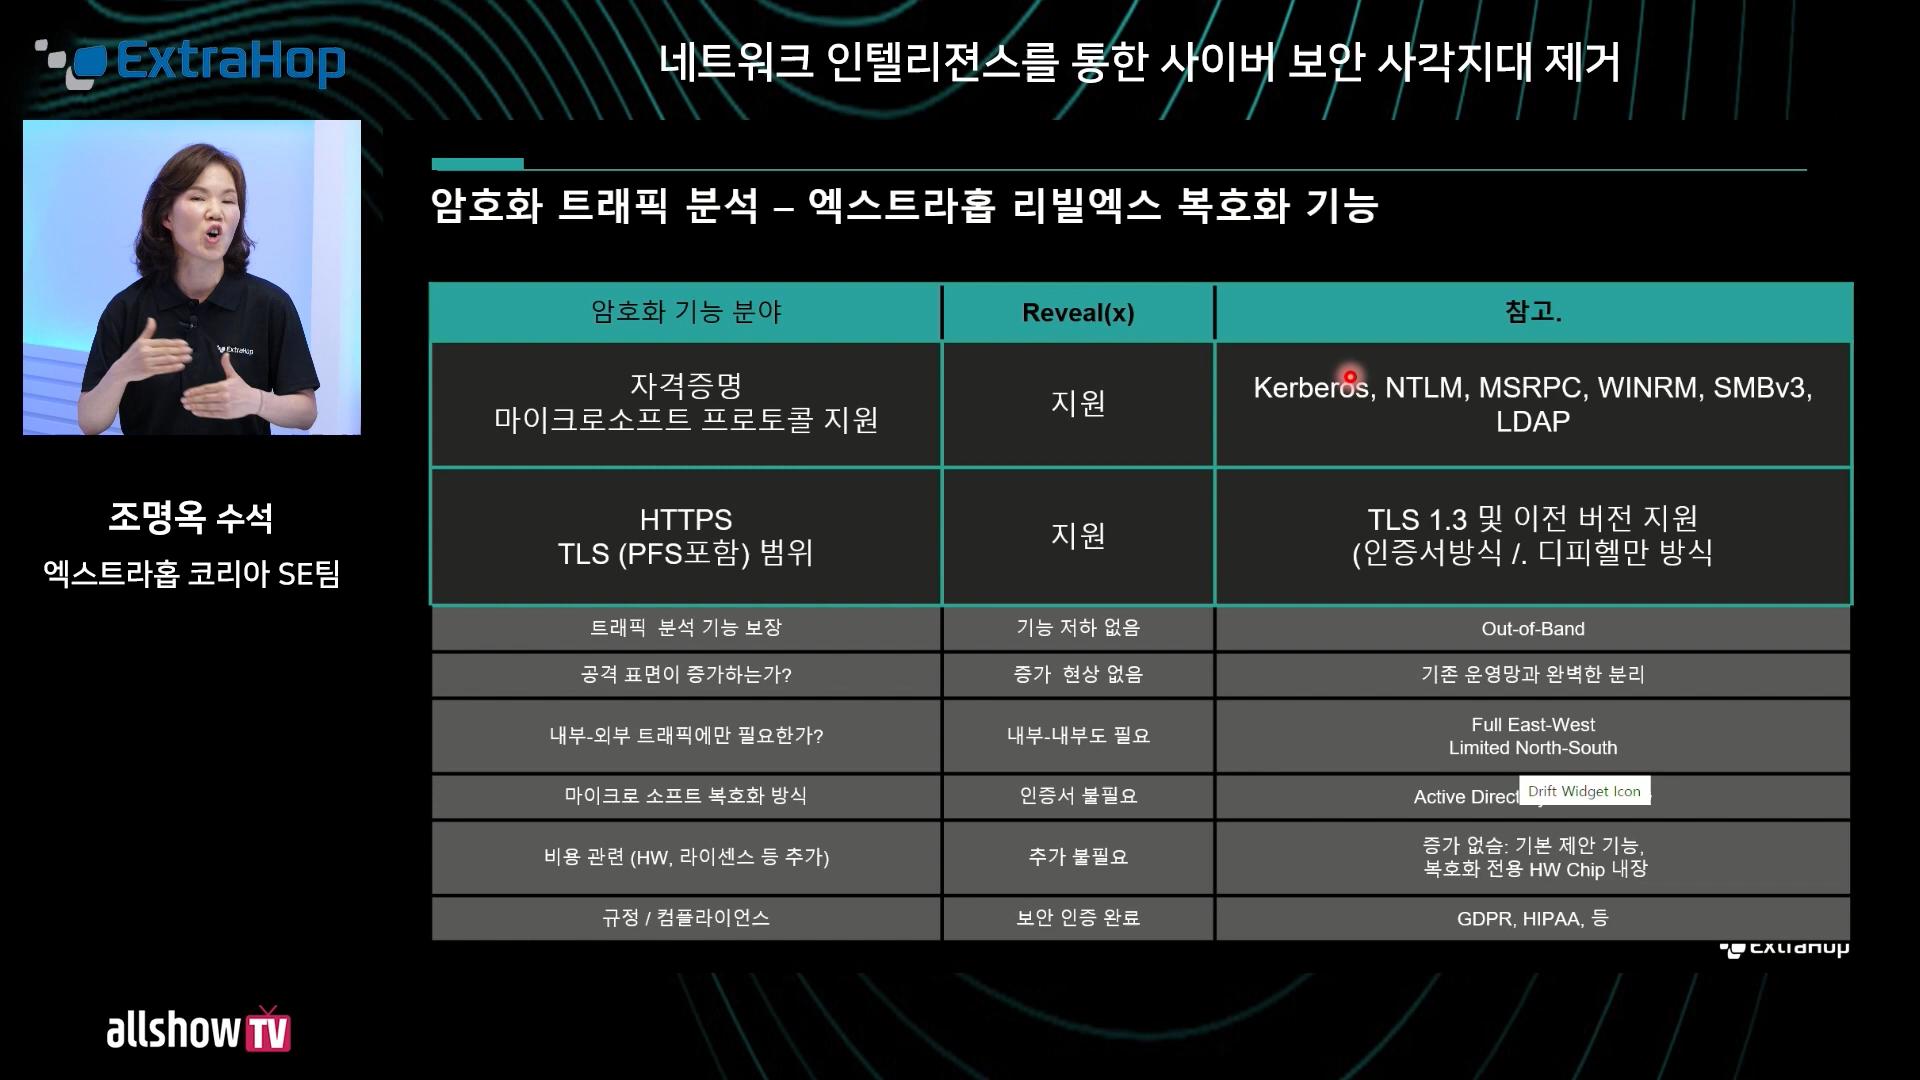 ExtraHop
네트워크 인텔리젼스를 통한 사이버 보안 사각지대 제거
암호화 트래픽 분석 – 엑스트라홉 리빌엑스 복호화 기능
암호화 기능 분야
Reveal(x)
참고.
자격증명
마이크로소프트 프로토콜 지원
지원
Kerberos, NTLM, MSRPC, WINRM, SMBv3,
LDAP
HTTPS
TLS (PFS포함) 범위
지원
TLS 1.3 및 이전 버전 지원
(인증서방식 /. 디피헬만 방식
트래픽 분석 기능 보장
기능 저하 없음
Out-of-Band
공격 표면이 증가하는가?
증가 현상 없음
기존 운영망과 완벽한 분리
내부-외부 트래픽에만 필요한가?
내부-내부도 필요
Full East-West
Limited North-South
마이크로 소프트 복호화 방식
인증서 불필요
Active
Drift Widget Icon
비용 관련 (HW, 라이센스 등 추가)
추가 불필요
증가 없슴: 기본 제안 기능,
복호화 전용 HW Chip 내장
규정 / 컴플라이언스
보안 인증 완료
GDPR, HIPAA, 등
ExtraHop
ExtraHop
조명옥 수석
엑스트라홉 코리아 SE팀
allshow TV